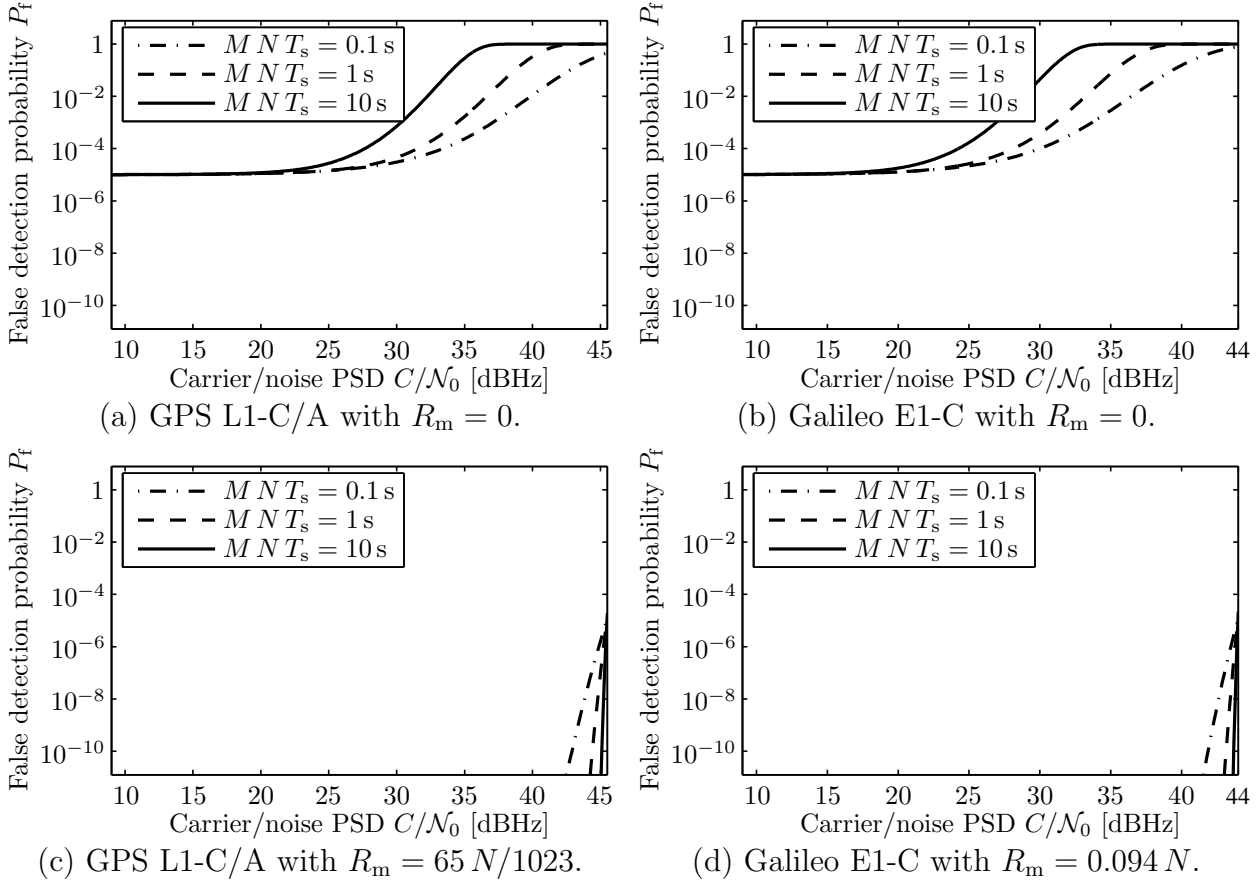 False detection probability P_f
1
10^−2
10^−4
10^−6
10^−8
10^−10
M N T_s = 0.1 s
M N T_s = 1 s
M N T_s = 10 s
10 15 20 25 30 35 40 45
Carrier/noise PSD C/𝒩_0 [dBHz]
(a) GPS L1-C/A with R_m = 0.
False detection probability P_f
1
10^−2
10^−4
10^−6
10^−8
10^−10
M N T_s = 0.1 s
M N T_s = 1 s
M N T_s = 10 s
10 15 20 25 30 35 40 44
Carrier/noise PSD C/𝒩_0 [dBHz]
(b) Galileo E1-C with R_m = 0.
False detection probability P_f
1
10^−2
10^−4
10^−6
10^−8
10^−10
M N T_s = 0.1 s
M N T_s = 1 s
M N T_s = 10 s
10 15 20 25 30 35 40 45
Carrier/noise PSD C/𝒩_0 [dBHz]
(c) GPS L1-C/A with R_m = 65 N/1023.
False detection probability P_f
1
10^−2
10^−4
10^−6
10^−8
10^−10
M N T_s = 0.1 s
M N T_s = 1 s
M N T_s = 10 s
10 15 20 25 30 35 40 44
Carrier/noise PSD C/𝒩_0 [dBHz]
(d) Galileo E1-C with R_m = 0.094 N.